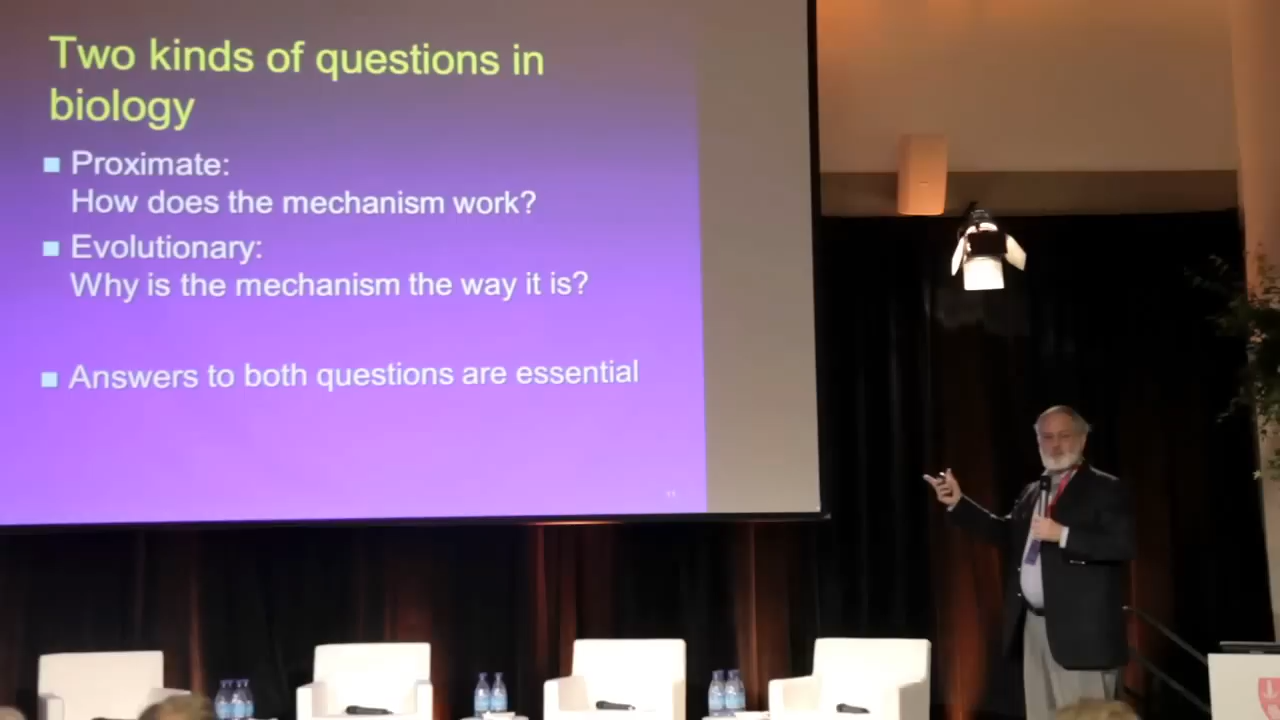 Two kinds of questions in
biology
Proximate:
How does the mechanism work?
Evolutionary:
Why is the mechanism the way it is?
Answers to both questions are essential